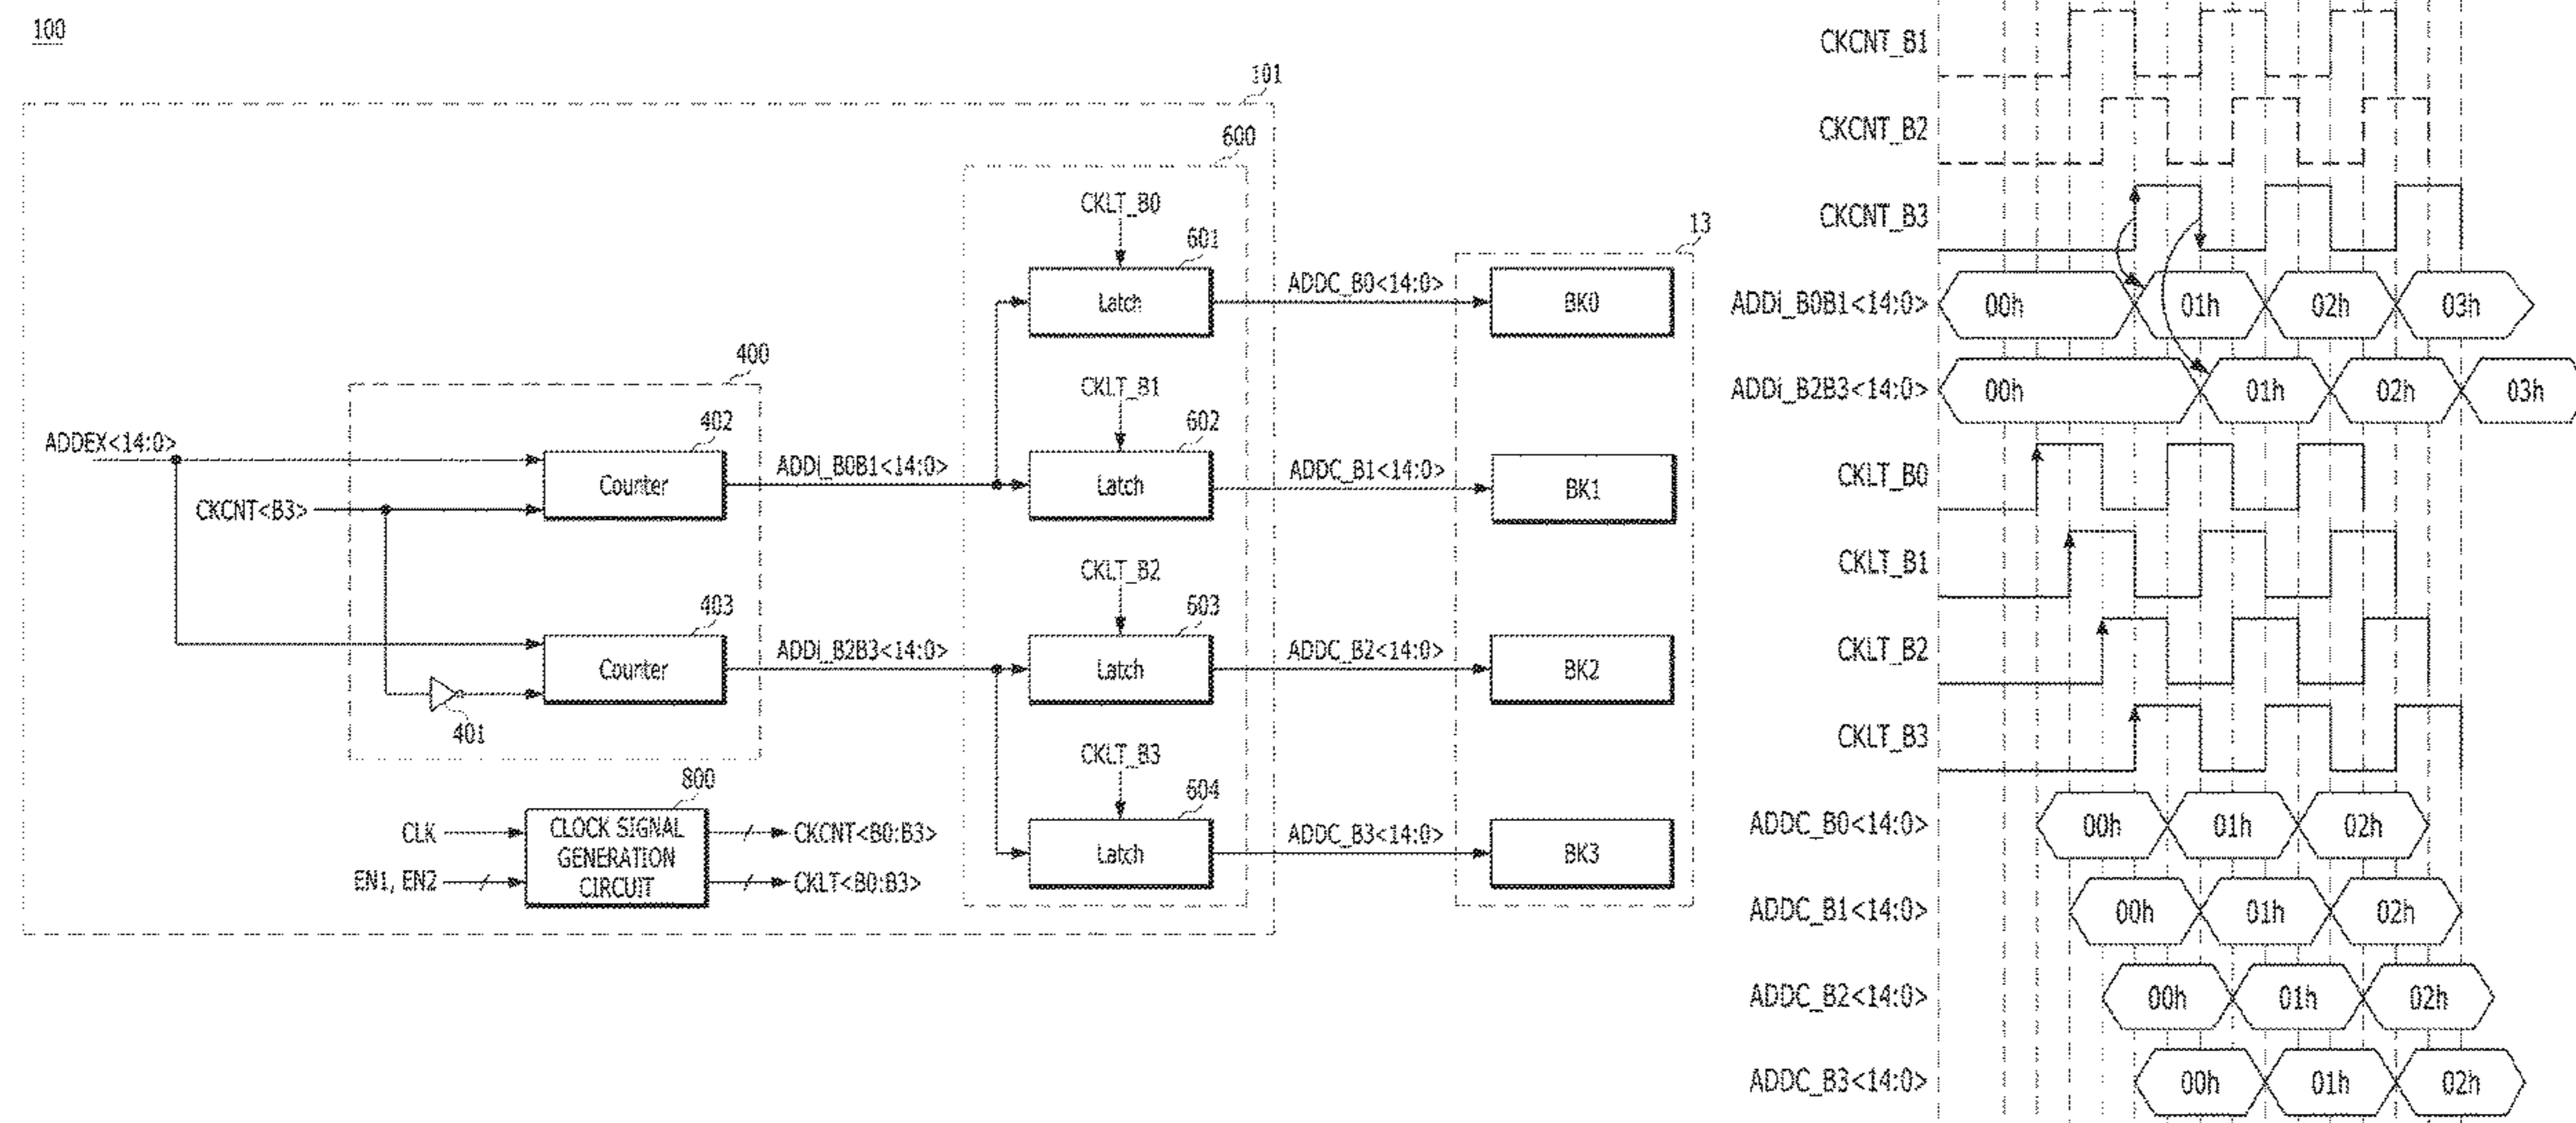 100
101
600
CKLT_B0
601
Latch
ADDC_B0<14:0>
13
BK0
400
CKLT_B1
602
Latch
ADDC_B1<14:0>
BK1
ADDEX<14:0>
402
Counter
ADDi_B0B1<14:0>
CKCNT<B3>
CKLT_B2
603
Latch
ADDC_B2<14:0>
BK2
403
Counter
ADDi_B2B3<14:0>
401
CKLT_B3
604
Latch
ADDC_B3<14:0>
BK3
800
CLK
EN1, EN2
CLOCK SIGNAL
GENERATION
CIRCUIT
CKCNT<B0:B3>
CKLT<B0:B3>
CKCNT_B1
CKCNT_B2
CKCNT_B3
ADDi_B0B1<14:0> 00h 01h 02h 03h
ADDi_B2B3<14:0> 00h 01h 02h 03h
CKLT_B0
CKLT_B1
CKLT_B2
CKLT_B3
ADDC_B0<14:0> 00h 01h 02h
ADDC_B1<14:0> 00h 01h 02h
ADDC_B2<14:0> 00h 01h 02h
ADDC_B3<14:0> 00h 01h 02h